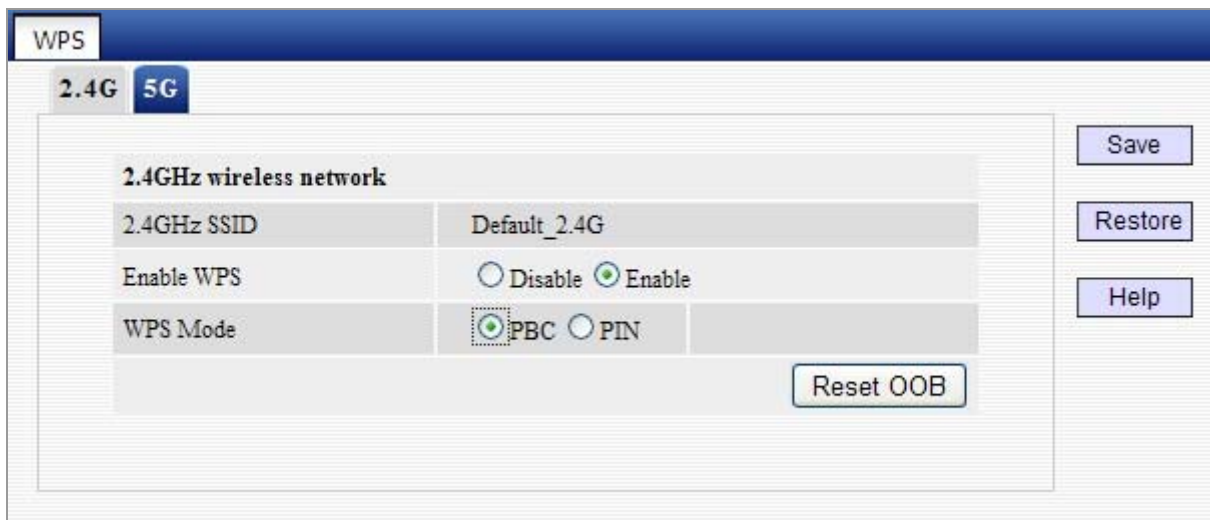 WPS
2.4G 5G
Save
2.4GHz wireless network
2.4GHz SSID Default_2.4G
Restore
Enable WPS Disable Enable
Help
WPS Mode PBC PIN
Reset OOB